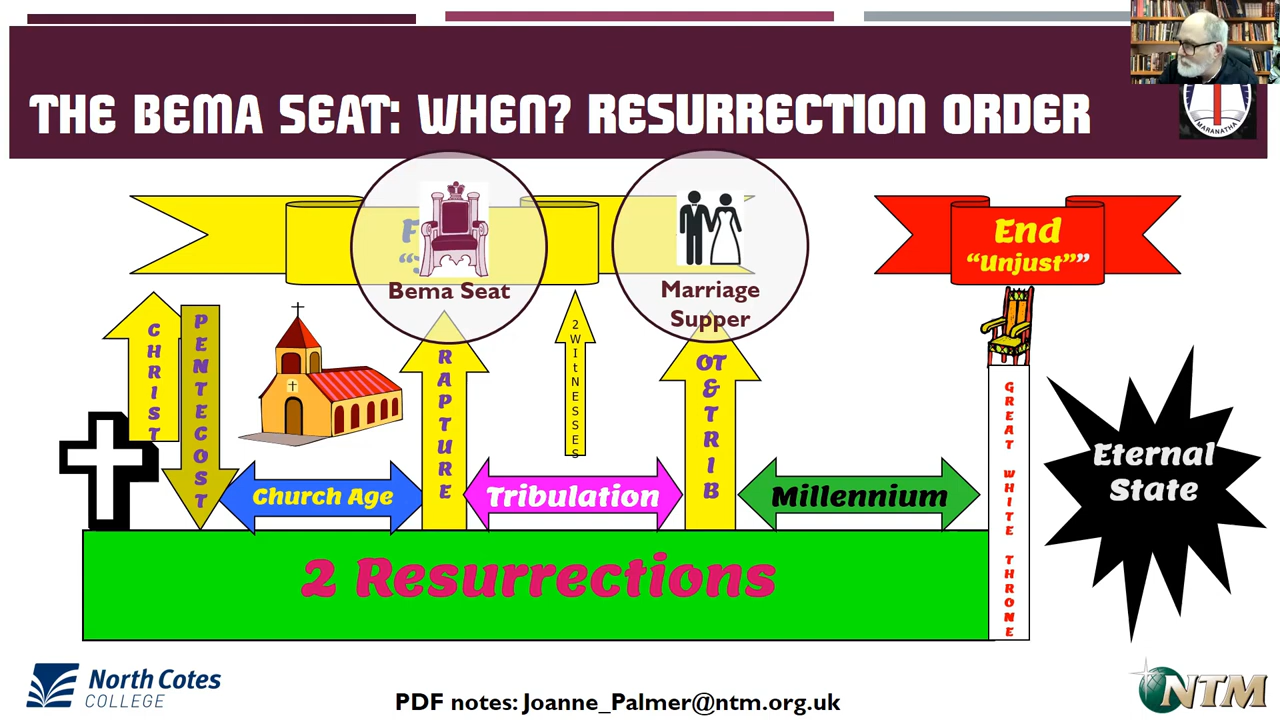 THE BEMA SEAT: WHEN? RESURRECTION ORDER
MARANATHA
Bema Seat
Marriage
Supper
End
“Unjust””
CHRIST
PENTECOST
RAPTURE
2 WItNESSES
OT
&
TRIB
GREAT WHITE THRONE
Church Age
Tribulation
Millennium
Eternal
State
2 Resurrections
North Cotes
COLLEGE
PDF notes: Joanne_Palmer@ntm.org.uk
NTM